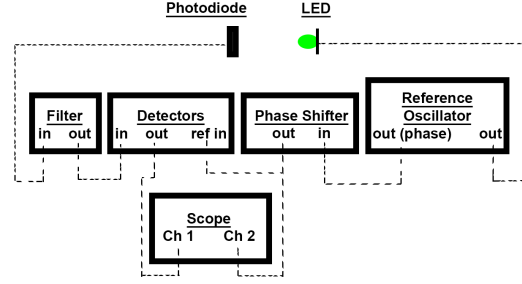 Photodiode LED
Filter
in out
Detectors
in out ref in
Phase Shifter
out in
Reference
Oscillator
out (phase) out
Scope
Ch 1 Ch 2